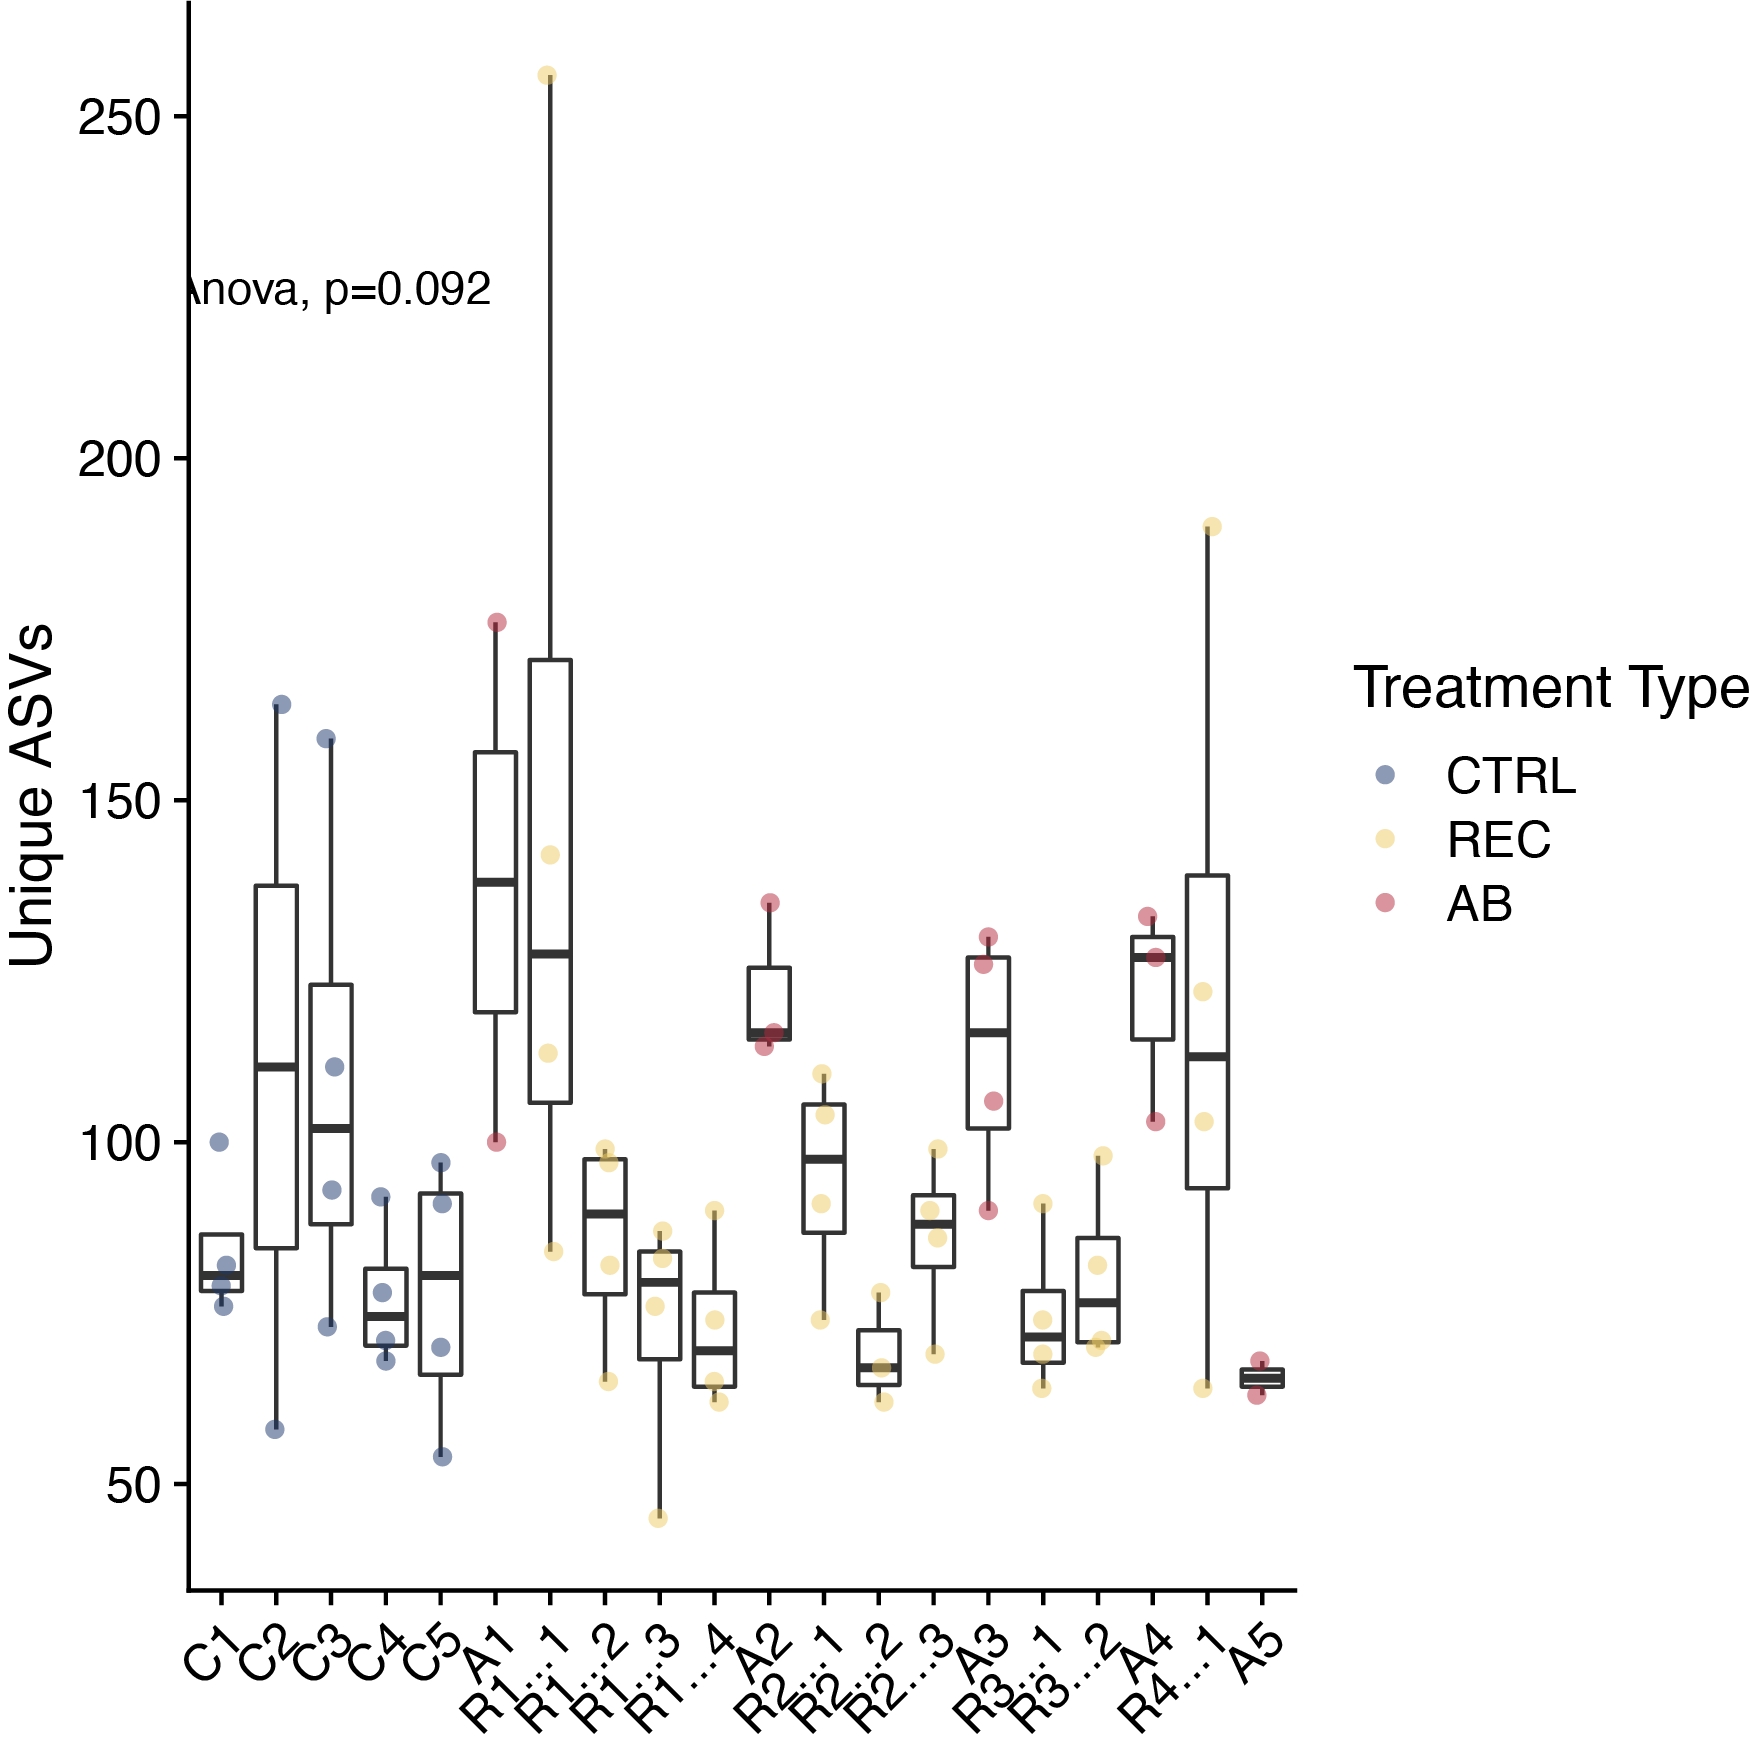 250
200
150
100
50
Unique ASVs
Anova, p=0.092
C1
C2
C3
C4
C5
A1
R1...1
R1...2
R1...3
R1...4
A2
R2...1
R2...2
R2...3
A3
R3...1
R3...2
A4
R4...1
A5
Treatment Type
CTRL
REC
AB